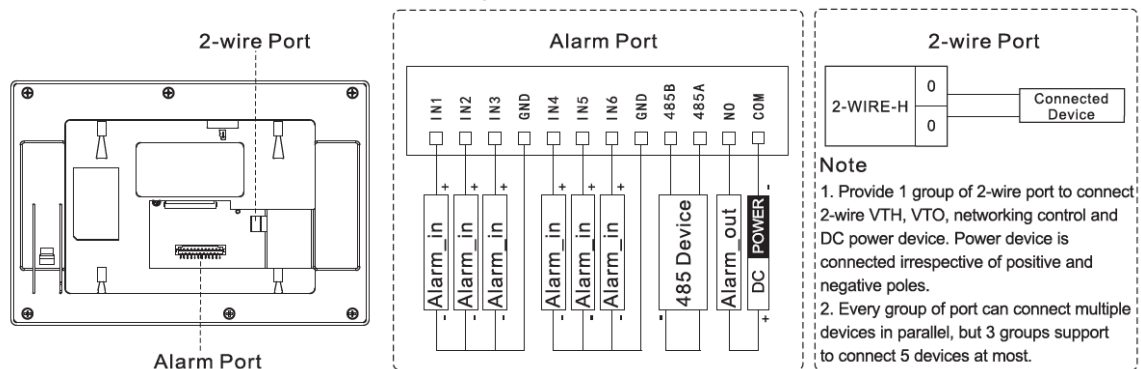 2-wire Port
Alarm Port
Alarm Port
IN1
IN2
IN3
GND
IN4
IN5
IN6
GND
485B
485A
NO
COM
+
+
+
+
+
+
-
Alarm_in
Alarm_in
Alarm_in
Alarm_in
Alarm_in
Alarm_in
485 Device
Alarm_out
DC POWER
-
-
-
-
-
-
-
+
2-wire Port
2-WIRE-H
0
0
Connected
Device
Note
1. Provide 1 group of 2-wire port to connect
2-wire VTH, VTO, networking control and
DC power device. Power device is
connected irrespective of positive and
negative poles.
2. Every group of port can connect multiple
devices in parallel, but 3 groups support
to connect 5 devices at most.